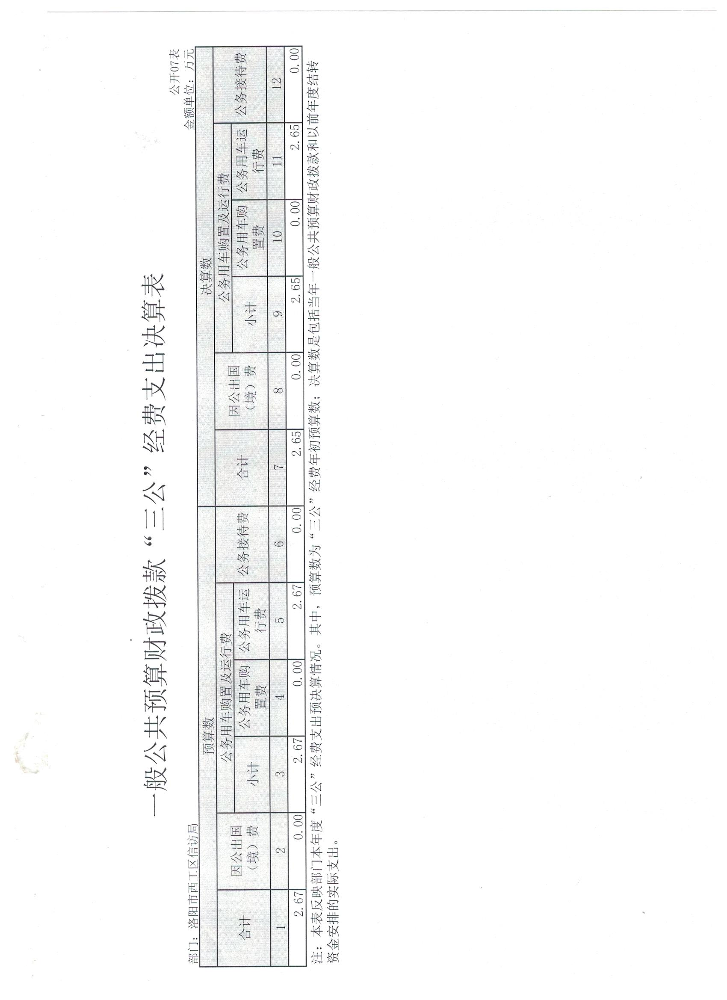 一般公共预算财政拨款“三公”经费支出决算表
公开07表
部门：洛阳市西工区信访局 金额单位：万元
预算数 决算数
合计 因公出国（境）费 公务用车购置及运行费 公务接待费 合计 因公出国（境）费 公务用车购置及运行费 公务接待费
小计 公务用车购置费 公务用车运行费 小计 公务用车购置费 公务用车运行费
1 2 3 4 5 6 7 8 9 10 11 12
2.67 0.00 2.67 0.00 2.67 0.00 2.65 0.00 2.65 0.00 2.65 0.00
注：本表反映部门本年度“三公”经费支出预决算情况。其中，预算数为“三公”经费年初预算数；决算数是包括当年一般公共预算财政拨款和以前年度结转
资金安排的实际支出。